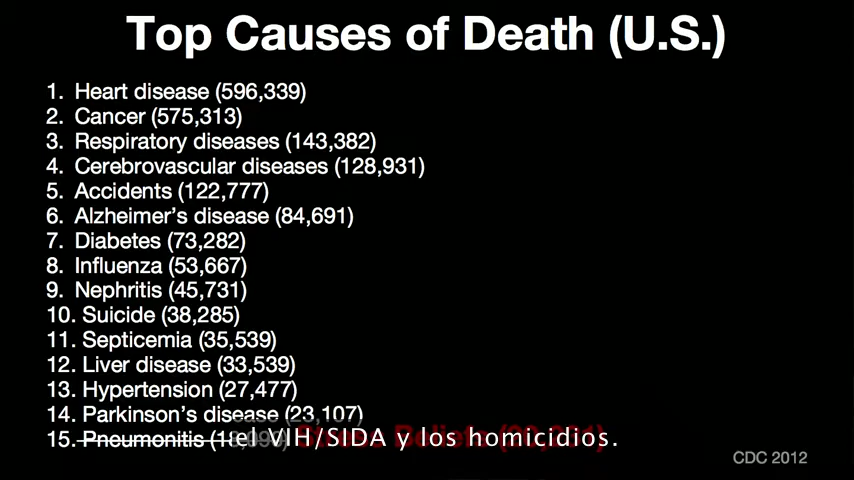 Top Causes of Death (U.S.)
1. Heart disease (596,339)
2. Cancer (575,313)
3. Respiratory diseases (143,382)
4. Cerebrovascular diseases (128,931)
5. Accidents (122,777)
6. Alzheimer’s disease (84,691)
7. Diabetes (73,282)
8. Influenza (53,667)
9. Nephritis (45,731)
10. Suicide (38,285)
11. Septicemia (35,539)
12. Liver disease (33,539)
13. Hypertension (27,477)
14. Parkinson’s disease (23,107)
15. Pneumonitis
el VIH/SIDA y los homicidios.
CDC 2012